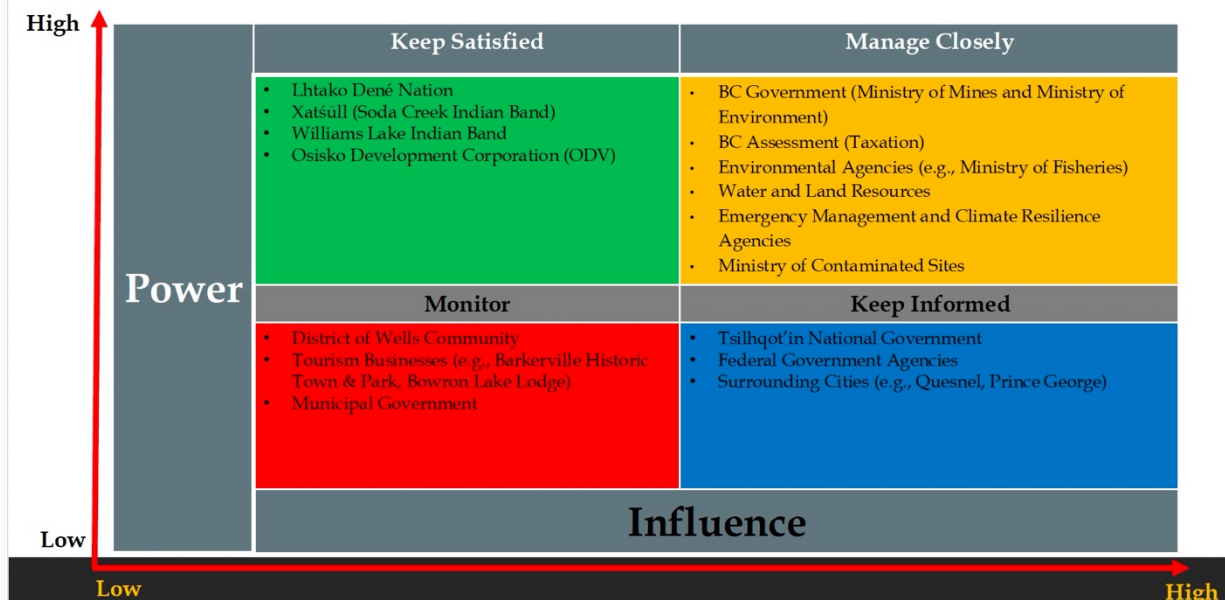 High
Keep Satisfied
Manage Closely
Power
• Lhtako Dené Nation
• Xatśūll (Soda Creek Indian Band)
• Williams Lake Indian Band
• Osisko Development Corporation (ODV)
• BC Government (Ministry of Mines and Ministry of
Environment)
• BC Assessment (Taxation)
• Environmental Agencies (e.g., Ministry of Fisheries)
• Water and Land Resources
• Emergency Management and Climate Resilience
Agencies
• Ministry of Contaminated Sites
Monitor
Keep Informed
• District of Wells Community
• Tourism Businesses (e.g., Barkerville Historic
Town & Park, Bowron Lake Lodge)
• Municipal Government
• Tsilhqot’in National Government
• Federal Government Agencies
• Surrounding Cities (e.g., Quesnel, Prince George)
Influence
Low
Low
High